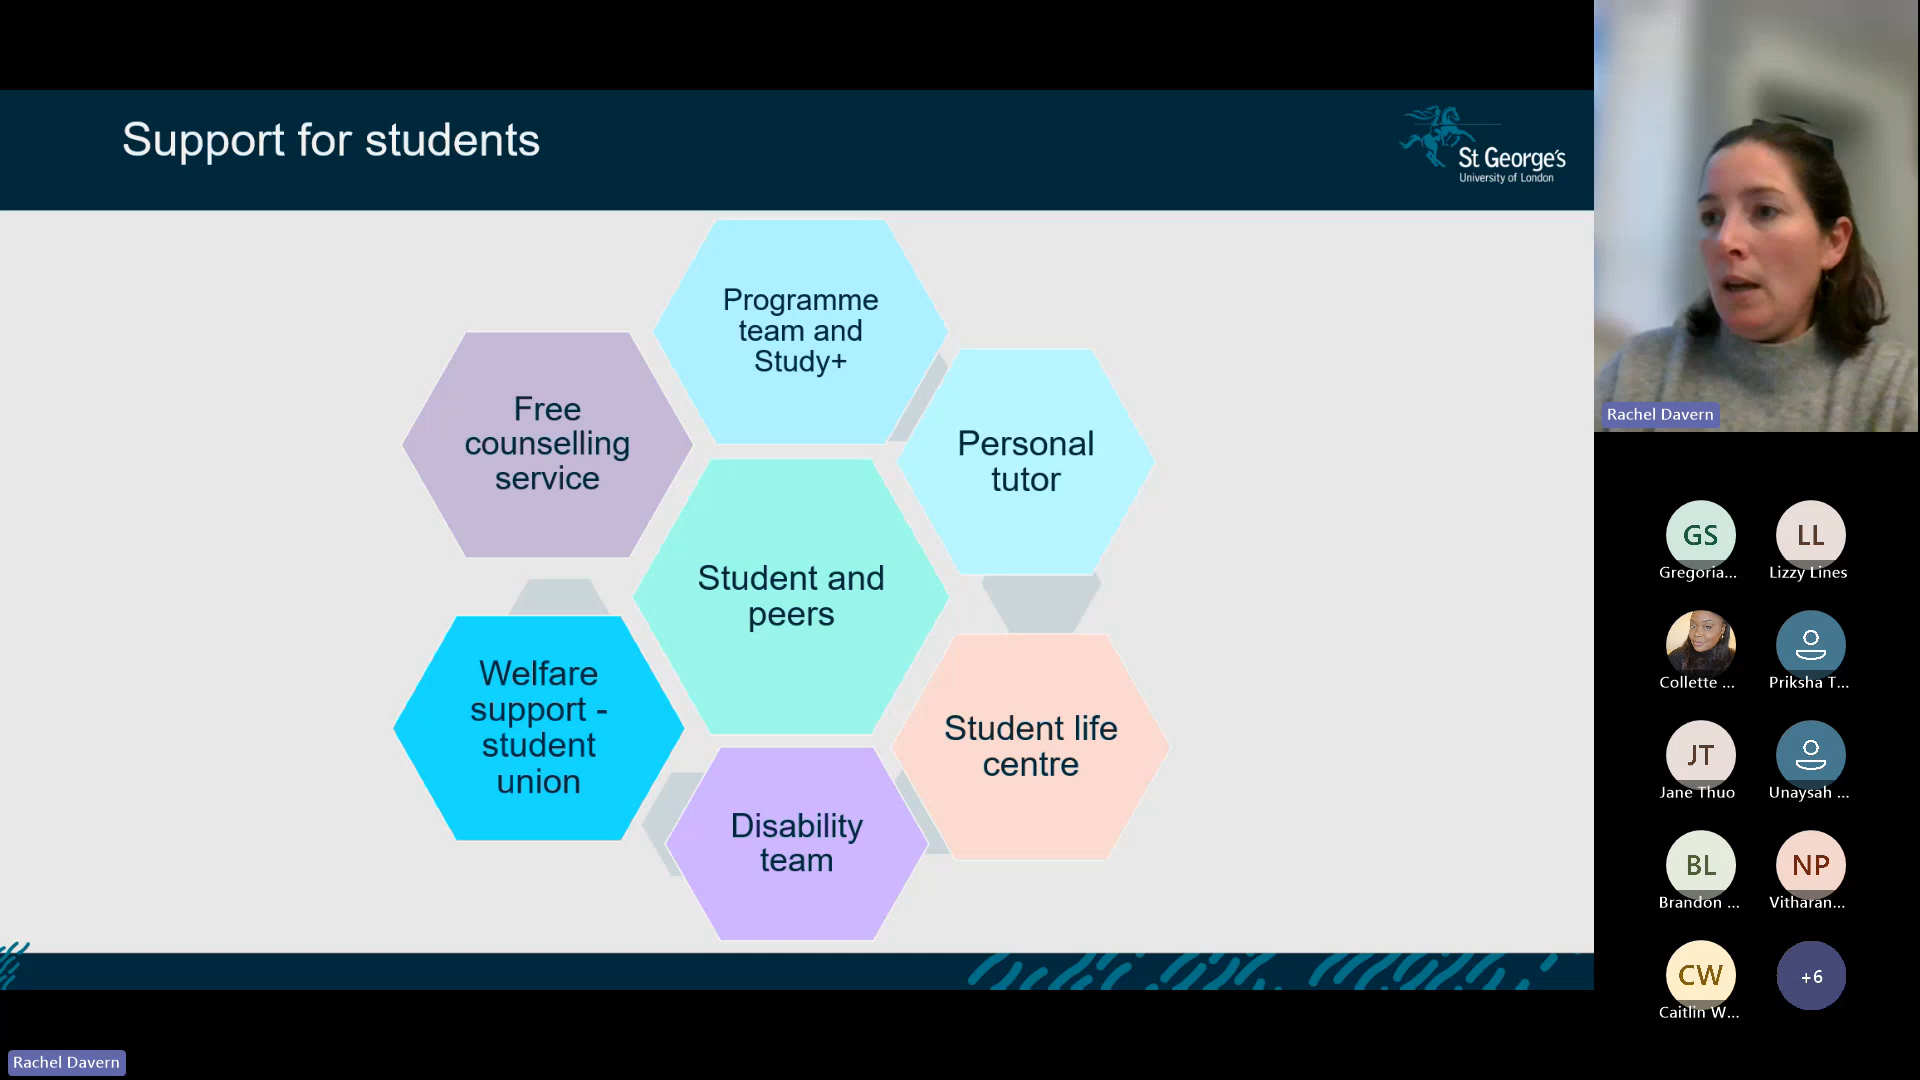 Support for students
St George's
University of London
Programme
team and
Study+
Free
counselling
service
Personal
tutor
Student and
peers
Welfare
support -
student
union
Student life
centre
Disability
team
Rachel Davern
GS
Gregoria...
LL
Lizzy Lines
Collette ...
Priksha T...
JT
Jane Thuo
Unaysah ...
BL
Brandon ...
NP
Vitharan...
CW
Caitlin W...
+6
Rachel Davern